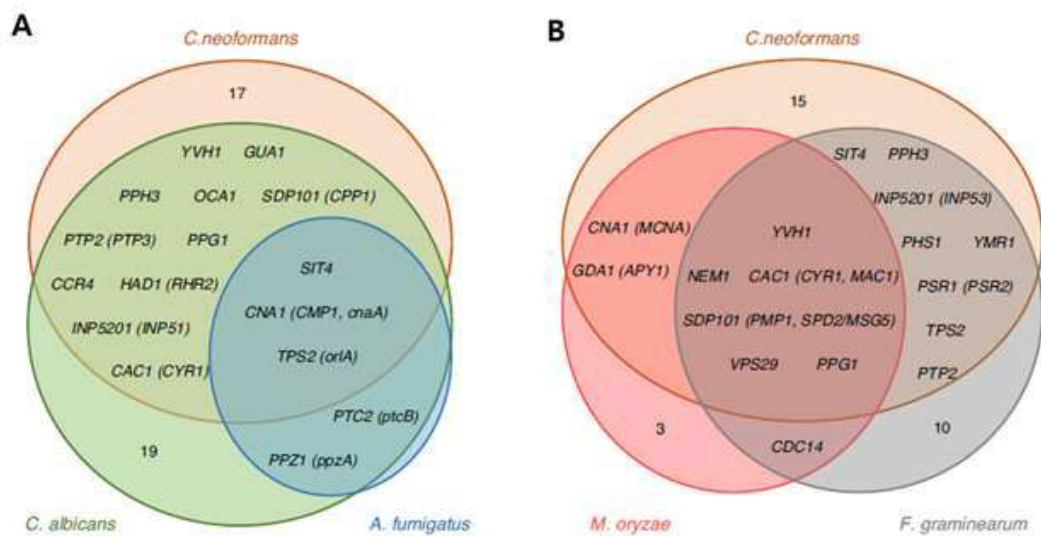 A
C.neoformans
17
YVH1 GUA1
PPH3 OCA1 SDP101 (CPP1)
PTP2 (PTP3) PPG1
SIT4
CCR4 HAD1 (RHR2)
CNA1 (CMP1, cnaA)
INP5201 (INP51)
TPS2 (orlA)
CAC1 (CYR1)
PTC2 (ptcB)
19
PPZ1 (ppzA)
C. albicans
A. fumigatus
B
C.neoformans
15
SIT4 PPH3
INP5201 (INP53)
CNA1 (MCNA)
YVH1
PHS1 YMR1
GDA1 (APY1)
NEM1 CAC1 (CYR1, MAC1)
PSR1 (PSR2)
SDP101 (PMP1, SPD2/MSG5)
TPS2
VPS29 PPG1
PTP2
3
10
CDC14
M. oryzae
F. graminearum